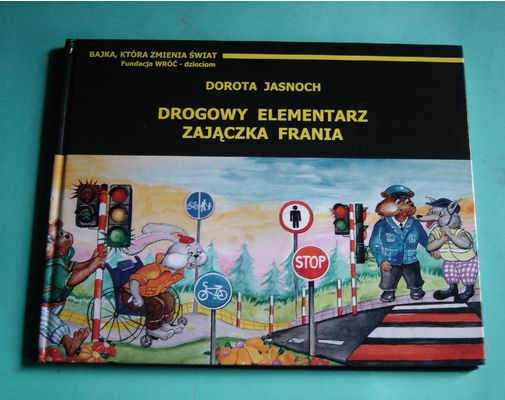 BAJKA, KTÓRA ZMIENIA ŚWIAT
Fundacja WRÓĆ - dzieciom
DOROTA JASNOCH
DROGOWY ELEMENTARZ
ZAJĄCZKA FRANIA
STOP